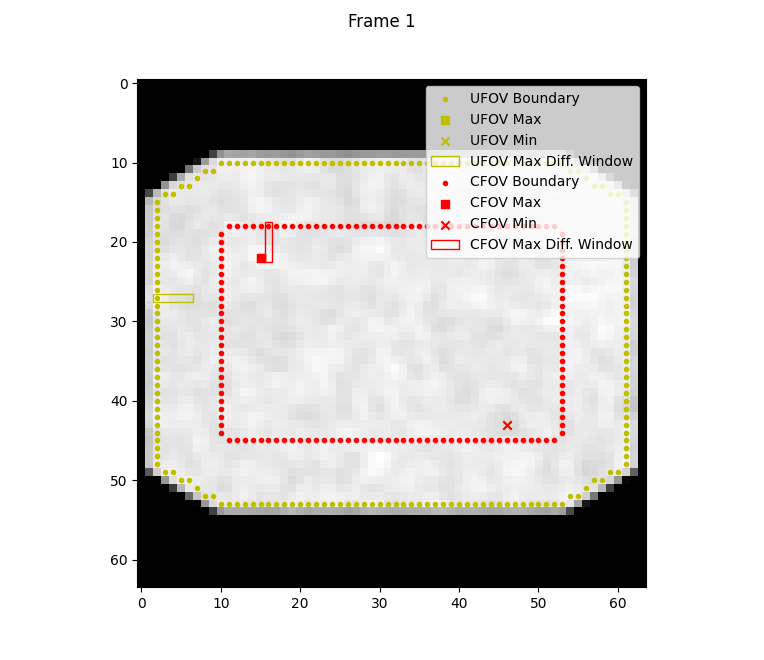 Frame 1
UFOV Boundary
UFOV Max
UFOV Min
UFOV Max Diff. Window
CFOV Boundary
CFOV Max
CFOV Min
CFOV Max Diff. Window
0
10
20
30
40
50
60
0 10 20 30 40 50 60